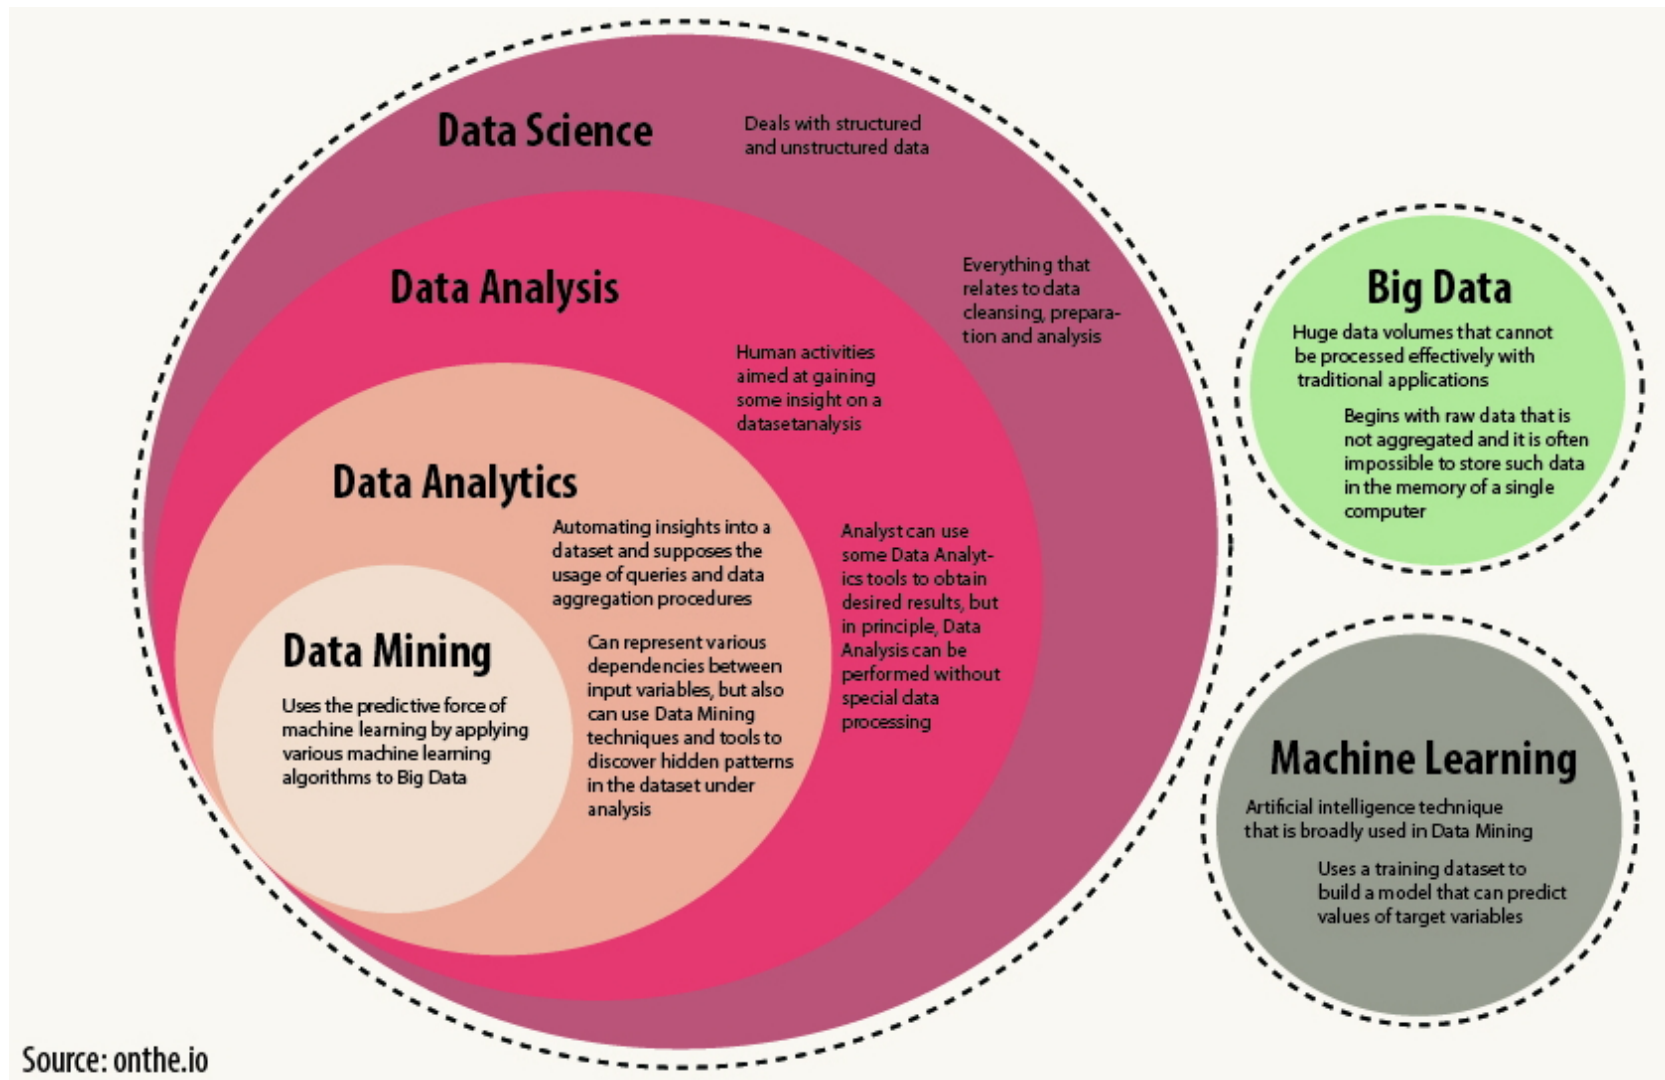 Data Science
Deals with structured
and unstructured data
Everything that
relates to data
cleansing, prepara-
tion and analysis
Data Analysis
Human activities
aimed at gaining
some insight on a
datasetanalysis
Analyst can use
some Data Analyt-
ics tools to obtain
desired results, but
in principle, Data
Analysis can be
performed without
special data
processing
Data Analytics
Automating insights into a
dataset and supposes the
usage of queries and data
aggregation procedures
Can represent various
dependencies between
input variables, but also
can use Data Mining
techniques and tools to
discover hidden patterns
in the dataset under
analysis
Data Mining
Uses the predictive force of
machine learning by applying
various machine learning
algorithms to Big Data
Big Data
Huge data volumes that cannot
be processed effectively with
traditional applications
Begins with raw data that is
not aggregated and it is often
impossible to store such data
in the memory of a single
computer
Machine Learning
Artificial intelligence technique
that is broadly used in Data Mining
Uses a training dataset to
build a model that can predict
values of target variables
Source: onthe.io